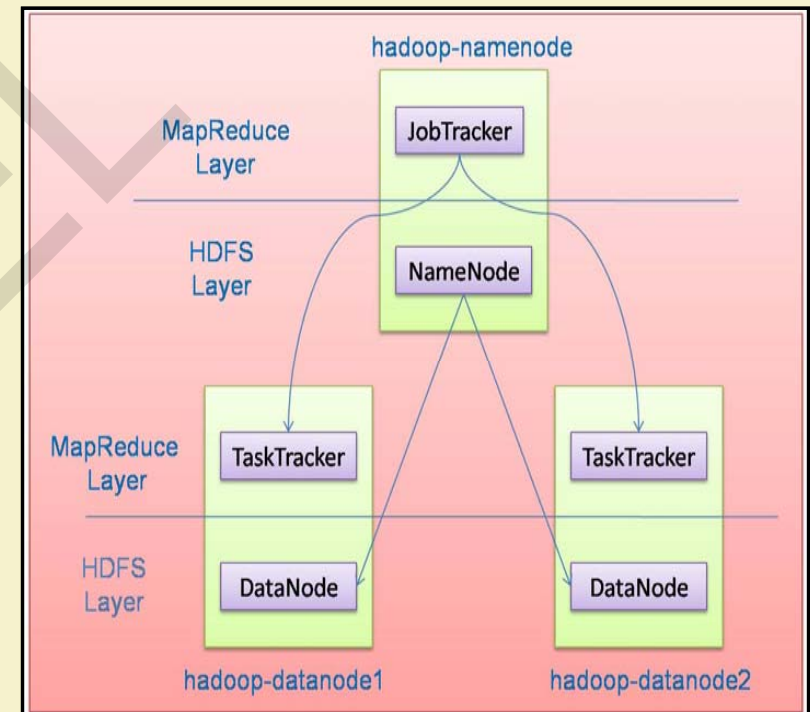 hadoop-namenode
MapReduce
Layer
JobTracker
HDFS
Layer
NameNode
MapReduce
Layer
TaskTracker
TaskTracker
HDFS
Layer
DataNode
DataNode
hadoop-datanode1
hadoop-datanode2